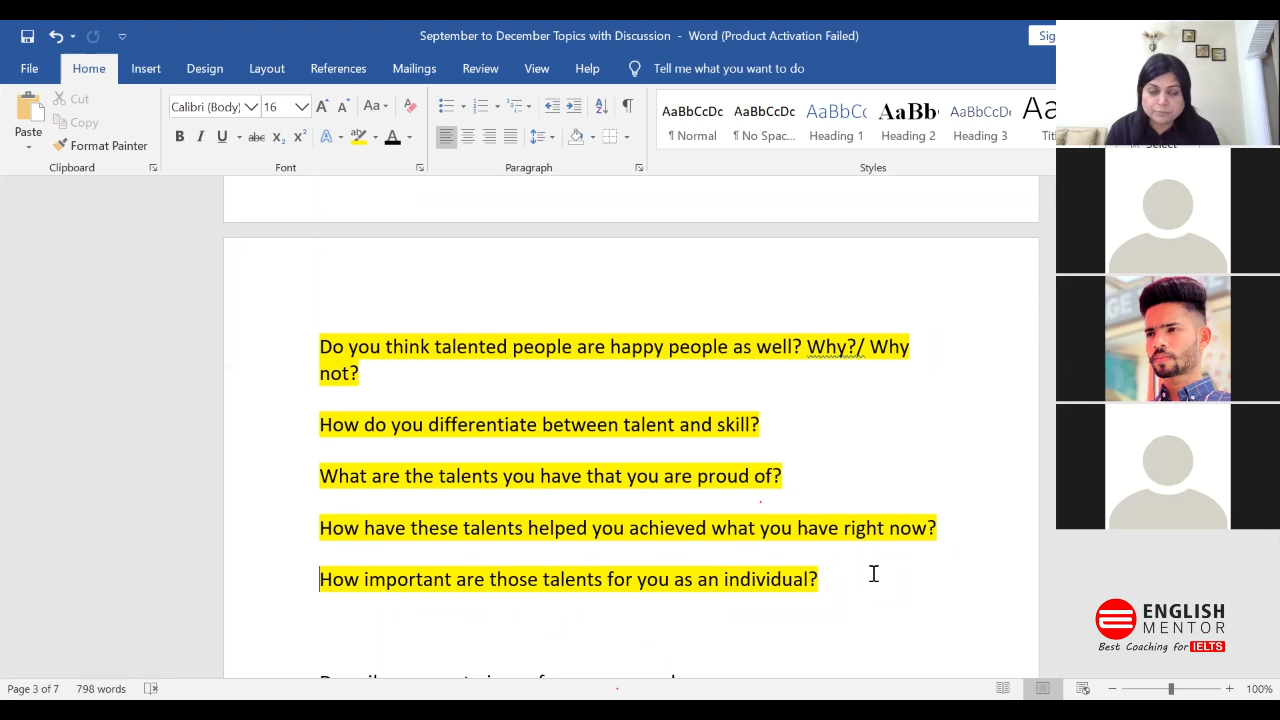 September to December Topics with Discussion - Word (Product Activation Failed)
File Home Insert Design Layout References Mailings Review View Help Tell me what you want to do
Paste
Cut
Copy
Format Painter
Clipboard
Calibri (Body) 16
Font
Paragraph
AaBbCcDc AaBbCcDc AaBbCc AaBb AaBbCcD
¶ Normal ¶ No Spac... Heading 1 Heading 2 Heading 3
Styles
Select
Do you think talented people are happy people as well? Why?/ Why
not?
How do you differentiate between talent and skill?
What are the talents you have that you are proud of?
How have these talents helped you achieved what you have right now?
How important are those talents for you as an individual?
ENGLISH
MENTOR
Best Coaching for IELTS
Page 3 of 7 798 words 100%